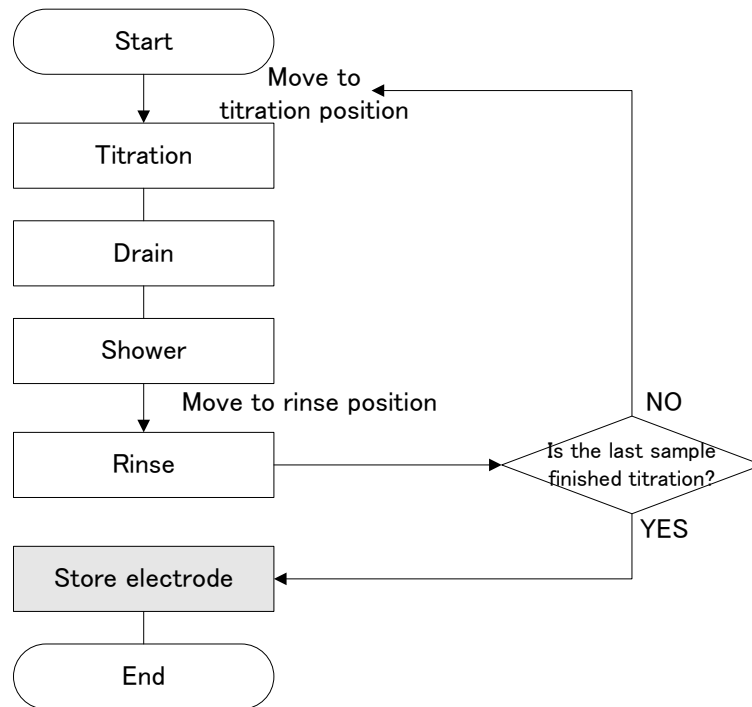 Start
Move to
titration position
Titration
Drain
Shower
Move to rinse position
NO
Rinse
Is the last sample
finished titration?
YES
Store electrode
End